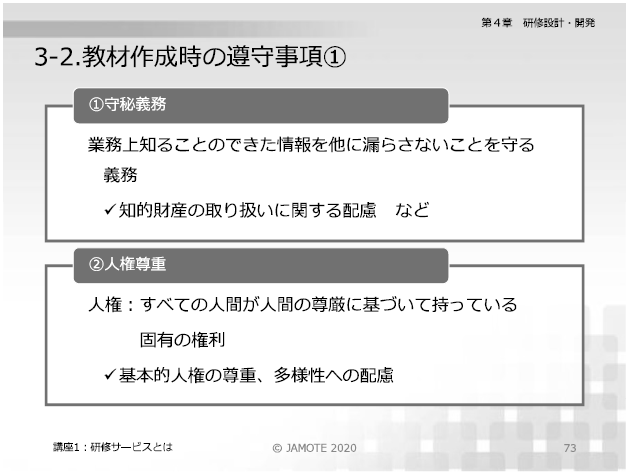 第４章　研修設計・開発
3-2.教材作成時の遵守事項①
①守秘義務
業務上知ることのできた情報を他に漏らさないことを守る
義務
✓知的財産の取り扱いに関する配慮　など
②人権尊重
人権：すべての人間が人間の尊厳に基づいて持っている
固有の権利
✓基本的人権の尊重、多様性への配慮
講座1：研修サービスとは
© JAMOTE 2020
73